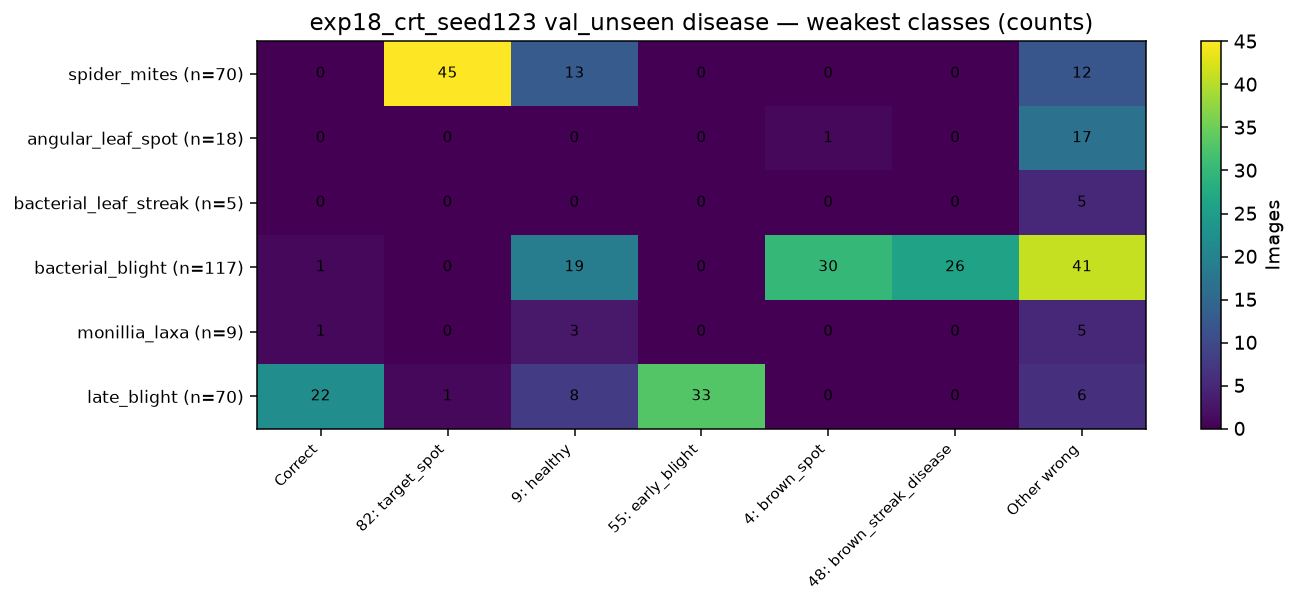 exp18_crt_seed123 val_unseen disease — weakest classes (counts)
spider_mites (n=70) 0 45 13 0 0 0 12
angular_leaf_spot (n=18) 0 0 0 0 1 0 17
bacterial_leaf_streak (n=5) 0 0 0 0 0 0 5
bacterial_blight (n=117) 1 0 19 0 30 26 41
monillia_laxa (n=9) 1 0 3 0 0 0 5
late_blight (n=70) 22 1 8 33 0 0 6
Correct
82: target_spot
9: healthy
55: early_blight
4: brown_spot
48: brown_streak_disease
Other wrong
45
40
35
30
25
20
15
10
5
0
Images